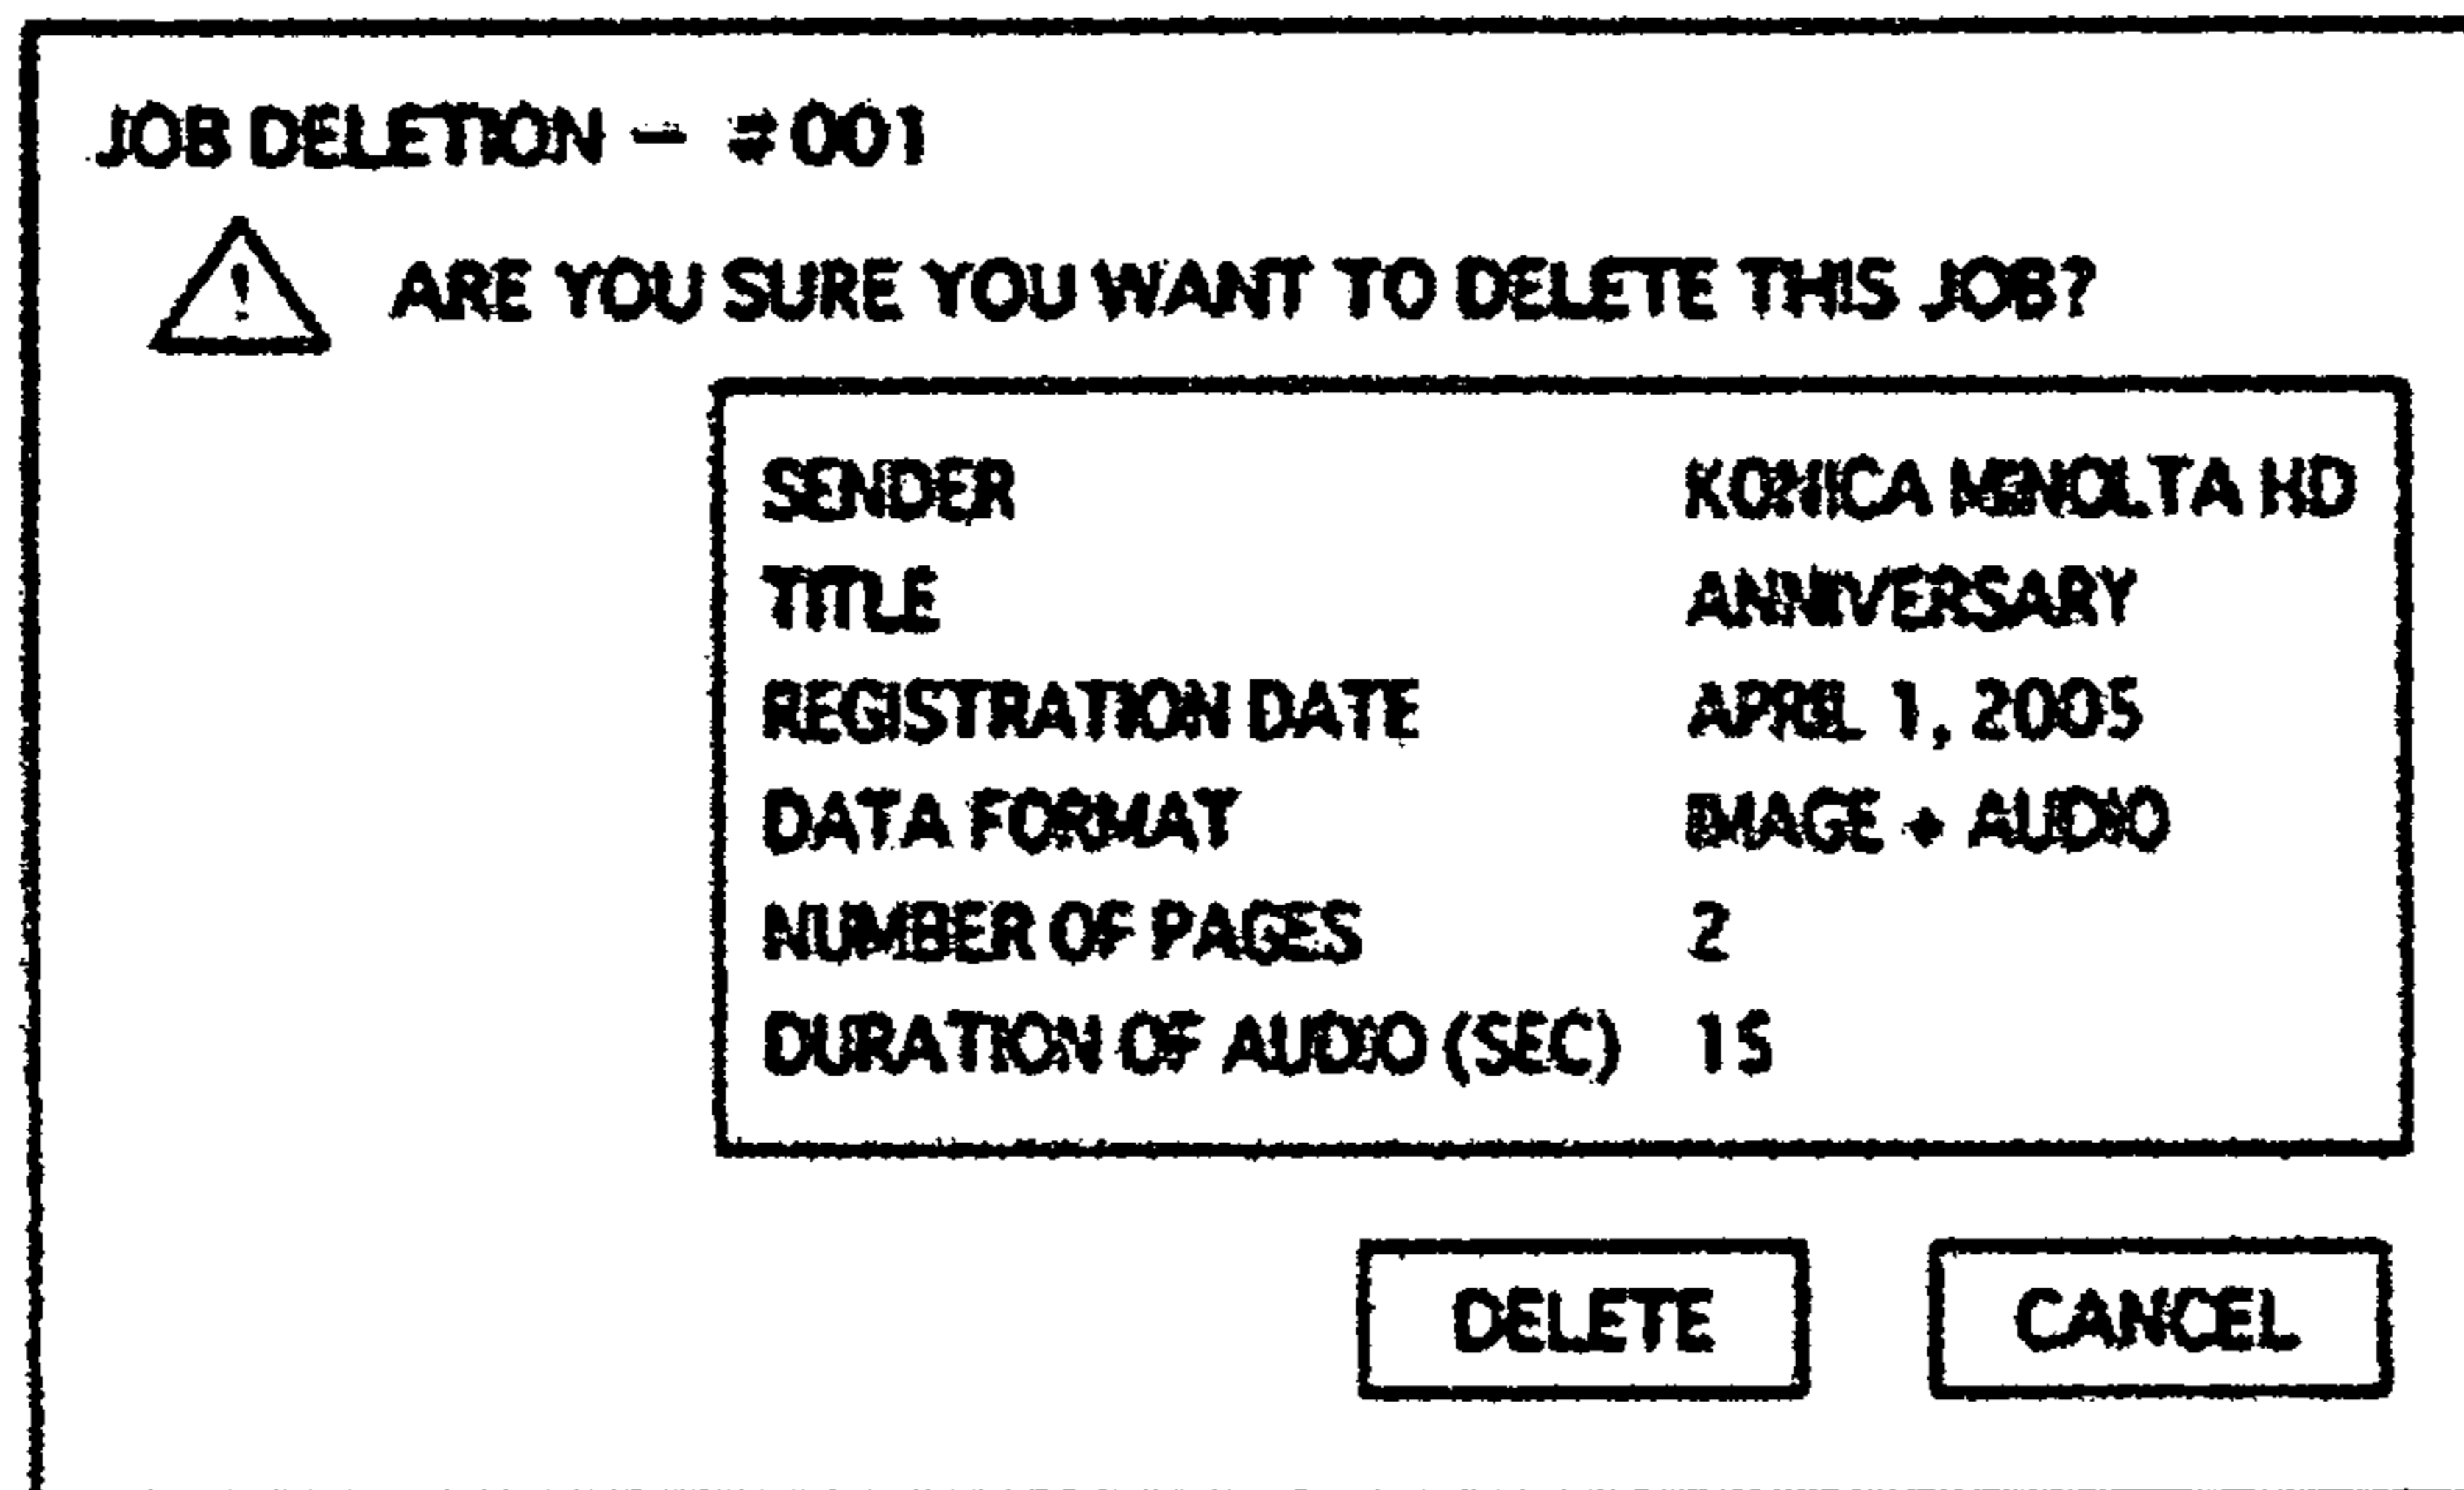 JOB DELETION - #001
ARE YOU SURE YOU WANT TO DELETE THIS JOB?
SENDER KONICA MINOLTA HD
TITLE ANNIVERSARY
REGISTRATION DATE APRIL 1, 2005
DATA FORMAT IMAGE + AUDIO
NUMBER OF PAGES 2
DURATION OF AUDIO (SEC) 15
DELETE CANCEL